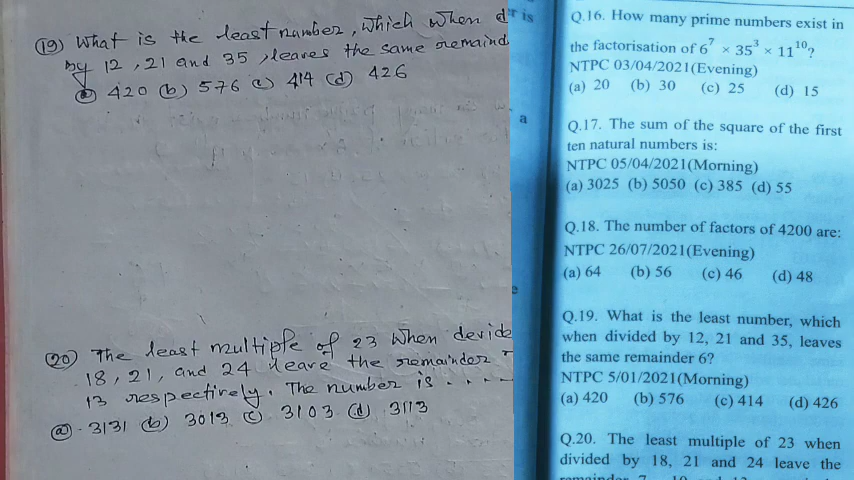 (19) What is the least number, which when d
by 12, 21 and 35, leaves the same remaind
(a) 420 (b) 576 (c) 414 (d) 426
(20) The least multiple of 23 when devide
18, 21, and 24 leave the remainder
13 respectively. The number is . . . .
(a) . 3131 (b) 3013 (c) 3103 (d) 3113
r is
a
e
Q.16. How many prime numbers exist in
the factorisation of 6⁷ × 35³ × 11¹⁰?
NTPC 03/04/2021(Evening)
(a) 20 (b) 30 (c) 25 (d) 15
Q.17. The sum of the square of the first
ten natural numbers is:
NTPC 05/04/2021(Morning)
(a) 3025 (b) 5050 (c) 385 (d) 55
Q.18. The number of factors of 4200 are:
NTPC 26/07/2021(Evening)
(a) 64 (b) 56 (c) 46 (d) 48
Q.19. What is the least number, which
when divided by 12, 21 and 35, leaves
the same remainder 6?
NTPC 5/01/2021(Morning)
(a) 420 (b) 576 (c) 414 (d) 426
Q.20. The least multiple of 23 when
divided by 18, 21 and 24 leave the